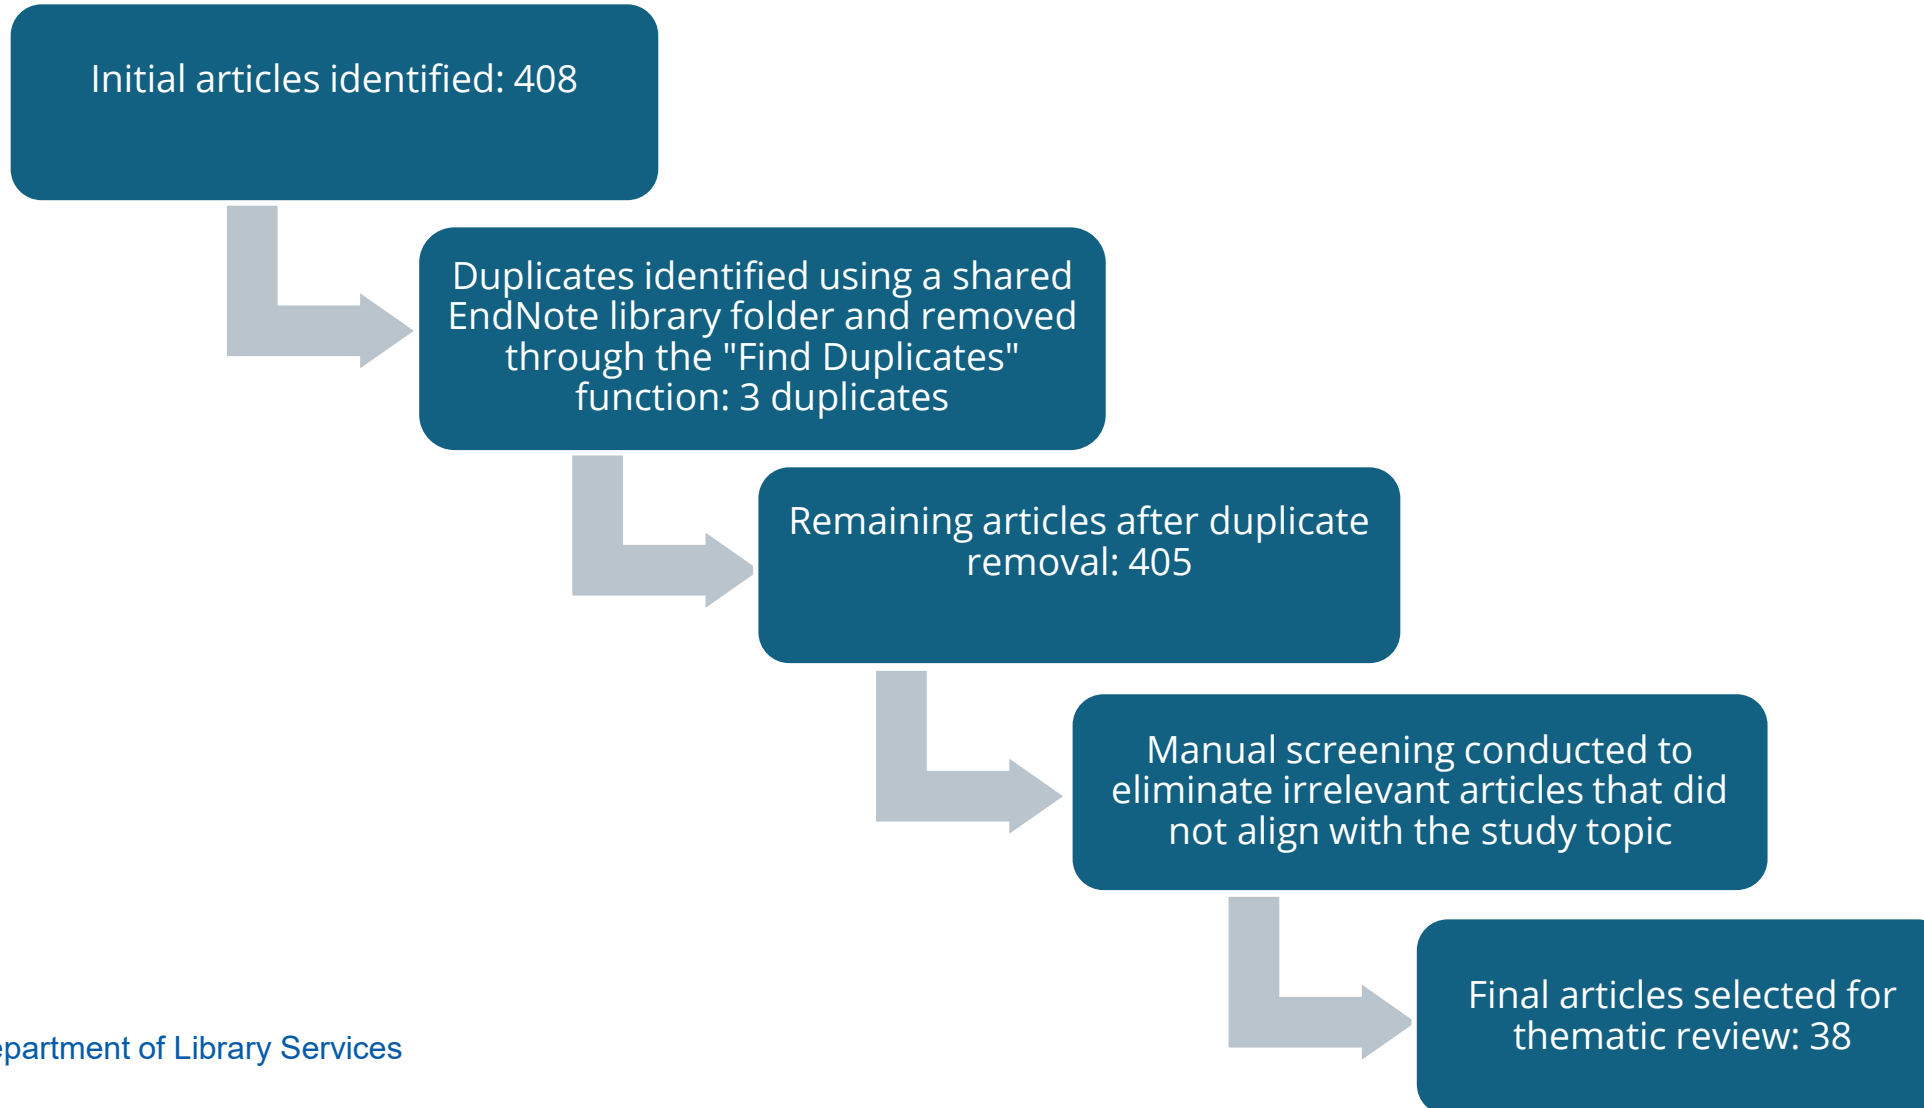 Initial articles identified: 408
Duplicates identified using a shared
EndNote library folder and removed
through the "Find Duplicates"
function: 3 duplicates
Remaining articles after duplicate
removal: 405
Manual screening conducted to
eliminate irrelevant articles that did
not align with the study topic
Final articles selected for
thematic review: 38
epartment of Library Services